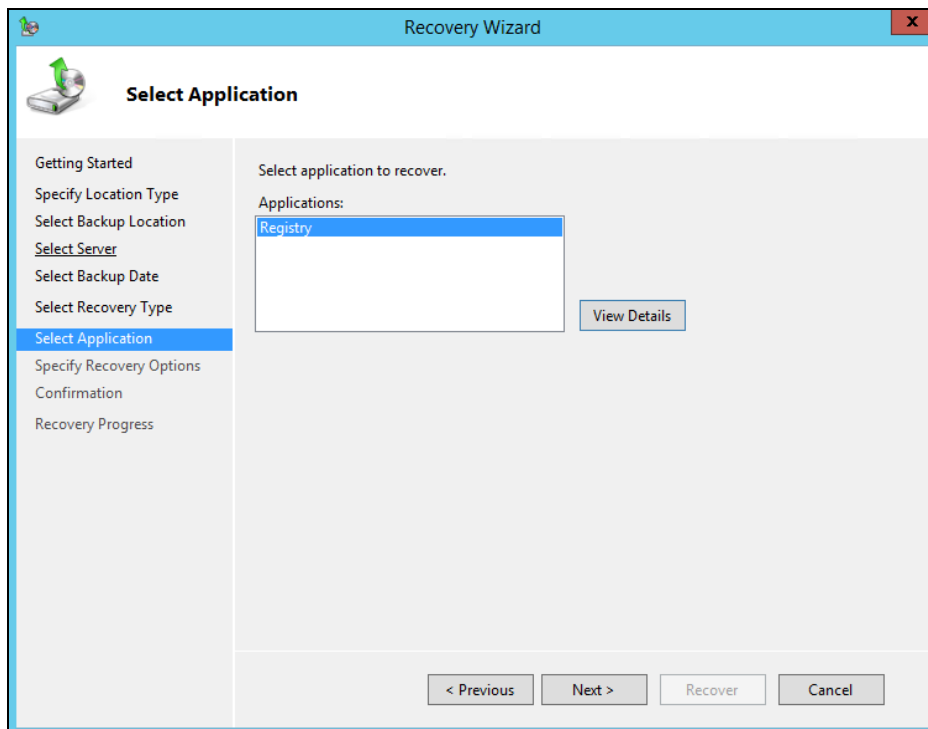 Recovery Wizard
x
Select Application
Getting Started
Specify Location Type
Select Backup Location
Select Server
Select Backup Date
Select Recovery Type
Select Application
Specify Recovery Options
Confirmation
Recovery Progress
Select application to recover.
Applications:
Registry
View Details
< Previous
Next >
Recover
Cancel